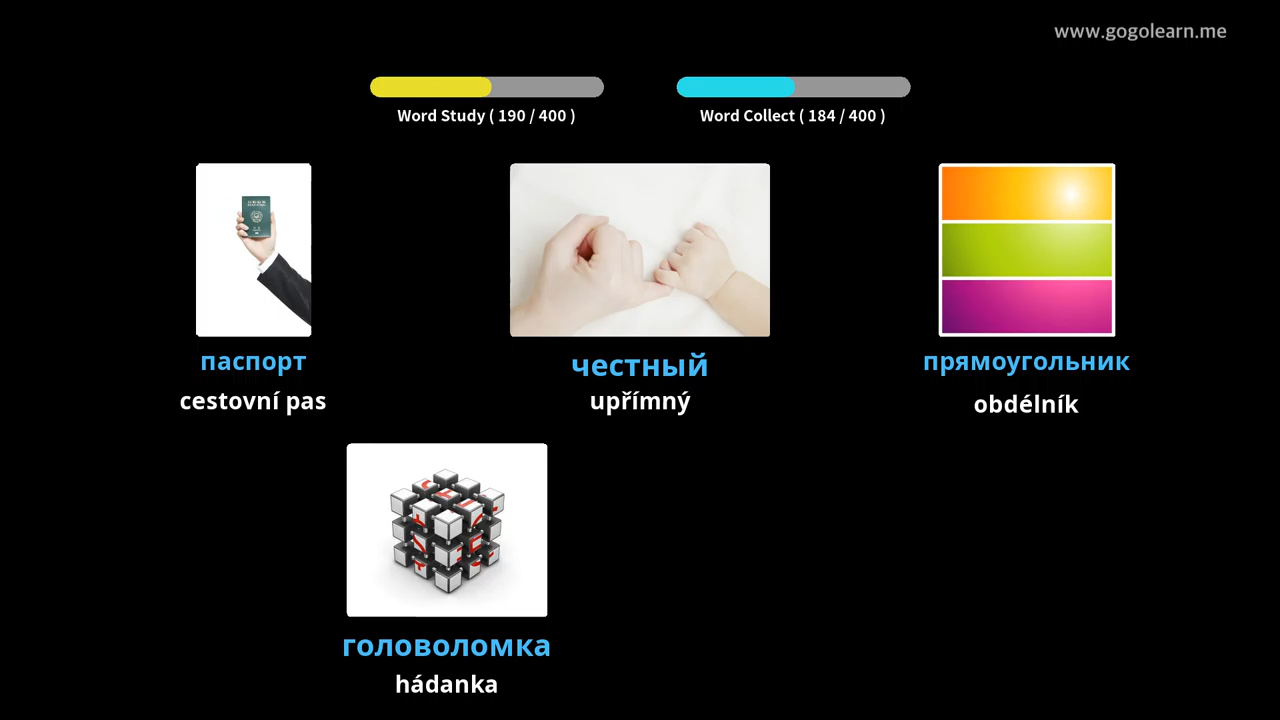 www.gogolearn.me
Word Study ( 190 / 400 )
Word Collect ( 184 / 400 )
паспорт
честный
прямоугольник
cestovní pas
upřímný
obdélník
головоломка
hádanka